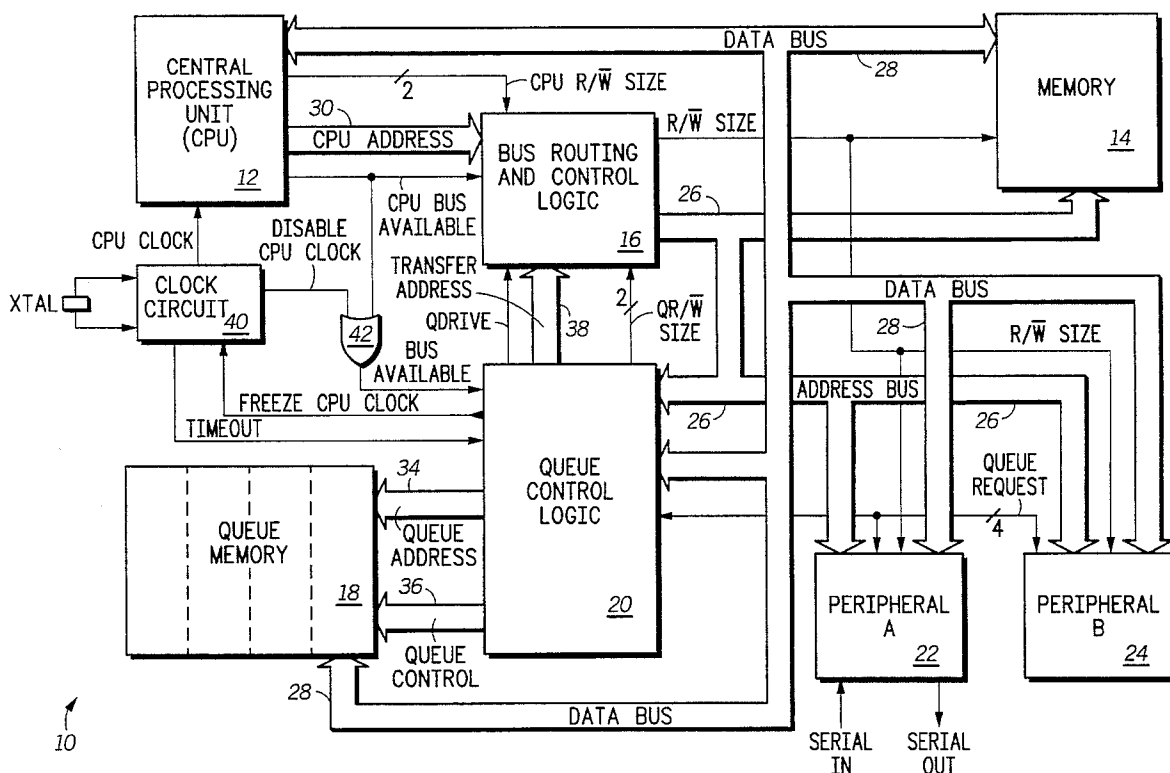 DATA BUS
28
CENTRAL
PROCESSING
UNIT
(CPU)
12
2
CPU R/W̅ SIZE
30
CPU ADDRESS
CPU BUS
AVAILABLE
BUS ROUTING
AND CONTROL
LOGIC
16
R/W̅ SIZE
MEMORY
14
26
CPU CLOCK
DISABLE
CPU CLOCK
XTAL
CLOCK
CIRCUIT
40
42
TRANSFER
ADDRESS
QDRIVE
38
2
QR/W̅
SIZE
DATA BUS
28
R/W̅ SIZE
BUS
AVAILABLE
FREEZE CPU CLOCK
TIMEOUT
ADDRESS BUS
26
26
QUEUE
CONTROL
LOGIC
20
QUEUE
REQUEST
4
QUEUE
MEMORY
18
34
QUEUE
ADDRESS
36
QUEUE
CONTROL
PERIPHERAL
A
22
PERIPHERAL
B
24
28
DATA BUS
10
SERIAL
IN
SERIAL
OUT